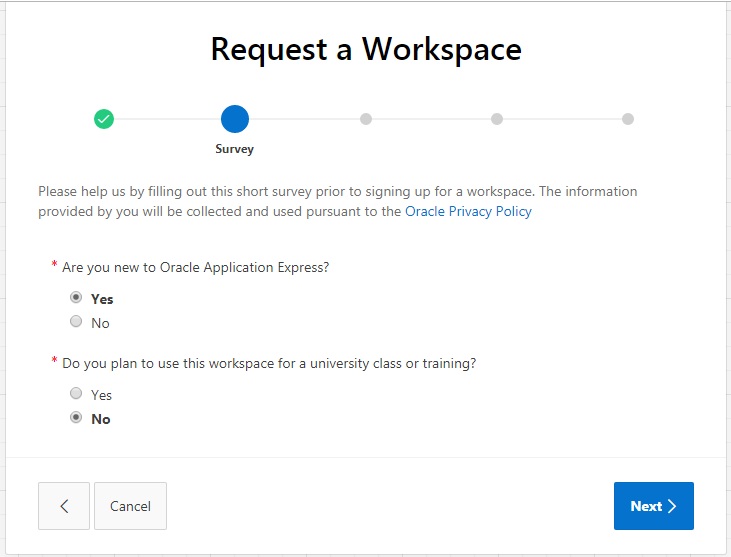 Request a Workspace
Survey
Please help us by filling out this short survey prior to signing up for a workspace. The information
provided by you will be collected and used pursuant to the Oracle Privacy Policy
* Are you new to Oracle Application Express?
Yes
No
* Do you plan to use this workspace for a university class or training?
Yes
No
Cancel
Next